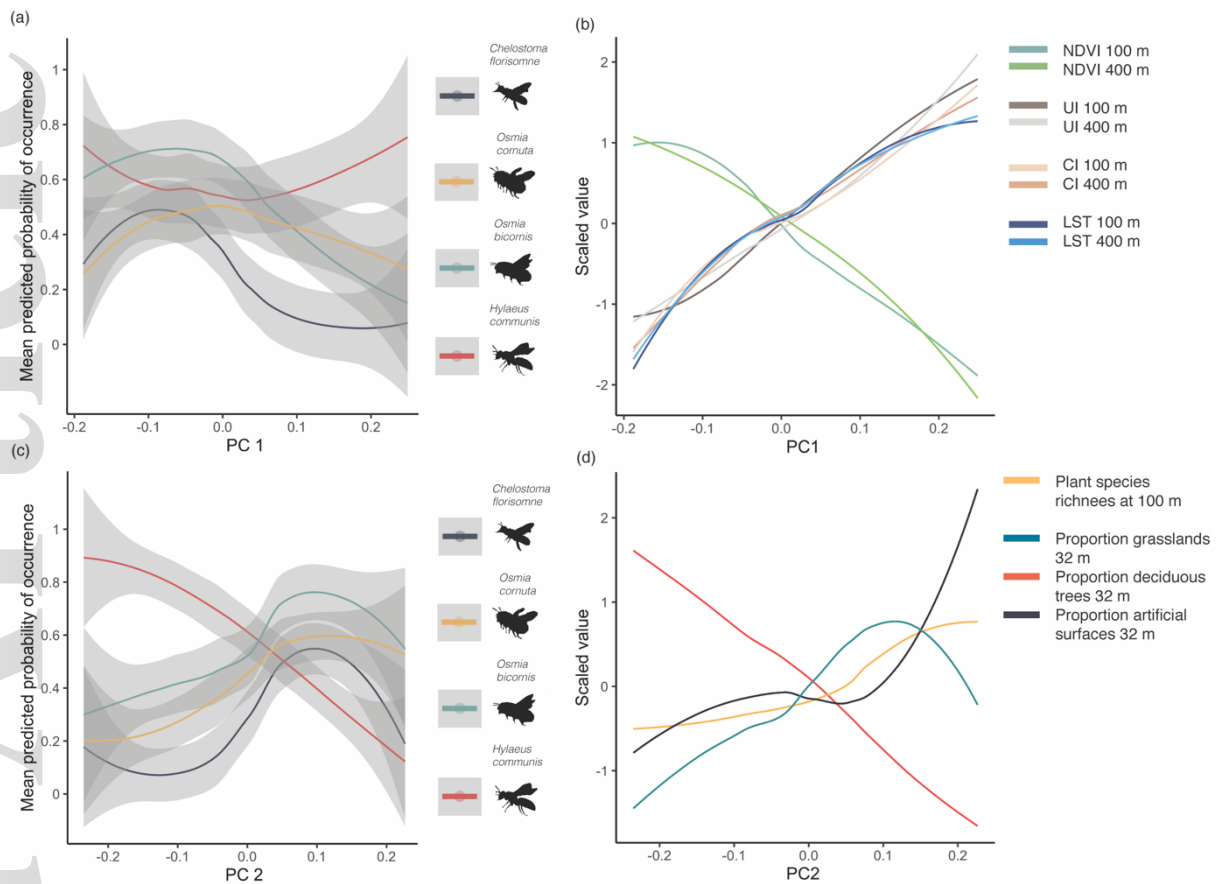 (a)
Mean predicted probability of occurrence
1
0.8
0.6
0.4
0.2
0
-0.2
-0.1
0.0
0.1
0.2
PC 1
Chelostoma
florisomne
Osmia
cornuta
Osmia
bicornis
Hylaeus
communis
(b)
Scaled value
2
1
0
-1
-2
-0.2
-0.1
0.0
0.1
0.2
PC1
NDVI 100 m
NDVI 400 m
UI 100 m
UI 400 m
CI 100 m
CI 400 m
LST 100 m
LST 400 m
(c)
Mean predicted probability of occurrence
1
0.8
0.6
0.4
0.2
0
-0.2
-0.1
0.0
0.1
0.2
PC 2
Chelostoma
florisomne
Osmia
cornuta
Osmia
bicornis
Hylaeus
communis
(d)
Scaled value
2
1
0
-1
-0.2
-0.1
0.0
0.1
0.2
PC2
Plant species
richnees at 100 m
Proportion grasslands
32 m
Proportion deciduous
trees 32 m
Proportion artificial
surfaces 32 m